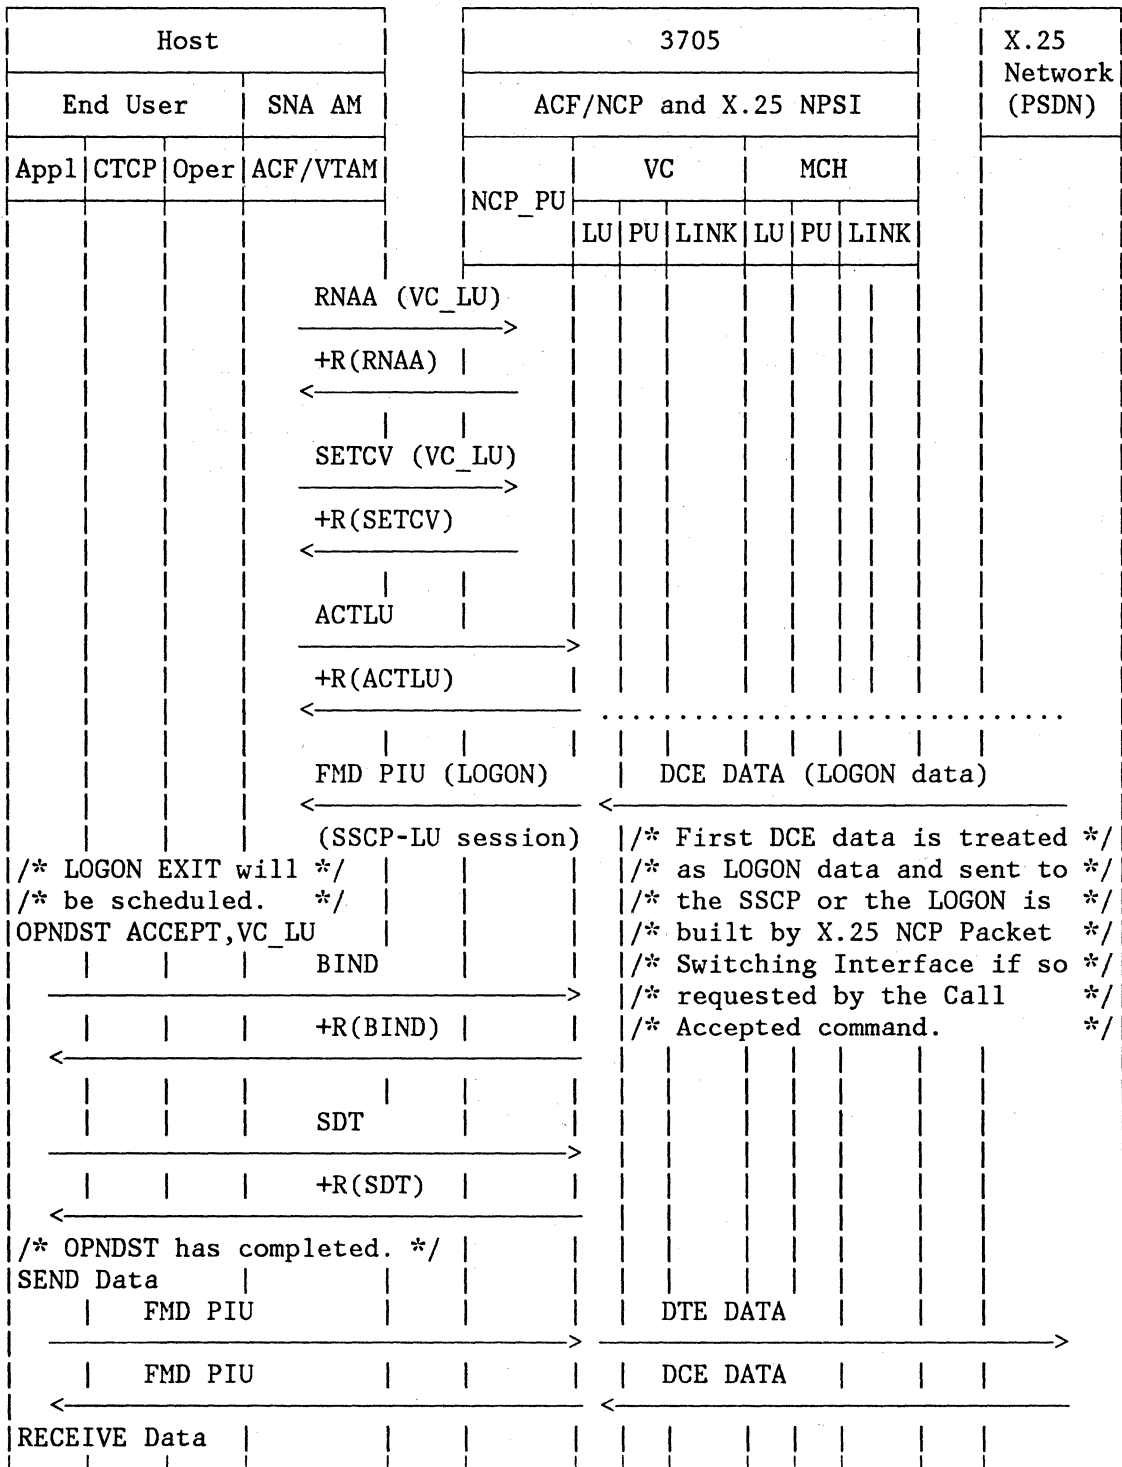 Host 3705 X.25
Network
End User SNA AM ACF/NCP and X.25 NPSI (PSDN)
Appl CTCP Oper ACF/VTAM VC MCH
NCP_PU
LU PU LINK LU PU LINK
RNAA (VC_LU)
+R(RNAA)
SETCV (VC_LU)
+R(SETCV)
ACTLU
+R(ACTLU)
FMD PIU (LOGON) DCE DATA (LOGON data)
(SSCP-LU session) /* First DCE data is treated */
/* LOGON EXIT will */ /* as LOGON data and sent to */
/* be scheduled. */ /* the SSCP or the LOGON is */
OPNDST ACCEPT,VC_LU /* built by X.25 NCP Packet */
BIND /* Switching Interface if so */
/* requested by the Call */
+R(BIND) /* Accepted command. */
SDT
+R(SDT)
/* OPNDST has completed. */
SEND Data
FMD PIU DTE DATA
FMD PIU DCE DATA
RECEIVE Data